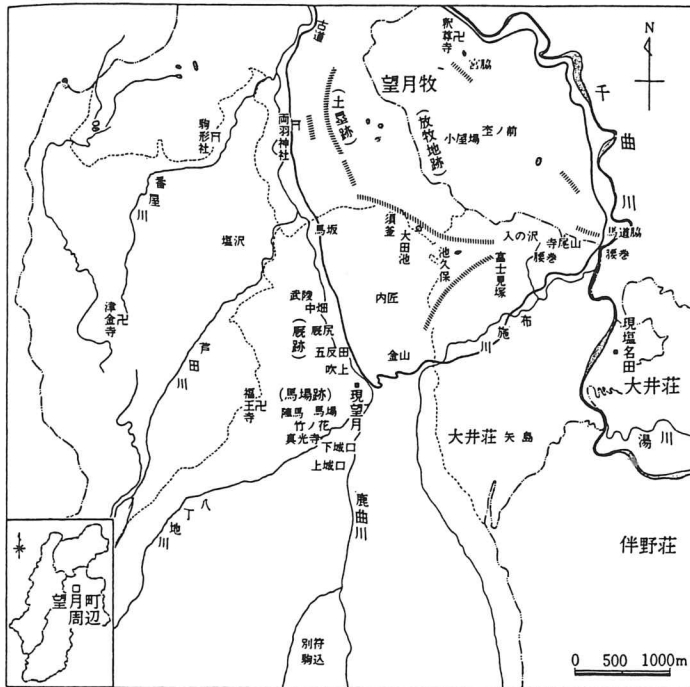 古道
釈尊寺卍
宮脇
N
望月牧
千曲川
(土塁跡)
(放牧地跡)
小屋場
杢ノ前
駒形社
両羽神社
番屋川
塩沢
馬坂
須釜
大田池
池久保
入の沢
寺尾山
馬道脇
腰巻
腰巻
富士見塚
内匠
武陵
中畑
厩尻
(厩跡)
五反田
吹上
金山
布施川
津金寺卍
芦田川
福王寺卍
(馬場跡)
陣馬
馬場
竹ノ花
真光寺
下城口
上城口
現望月
現塩名田
大井荘
大井荘
矢島
湯川
八丁地川
鹿曲川
伴野荘
別符
駒込
望月町
周辺
0 500 1000m